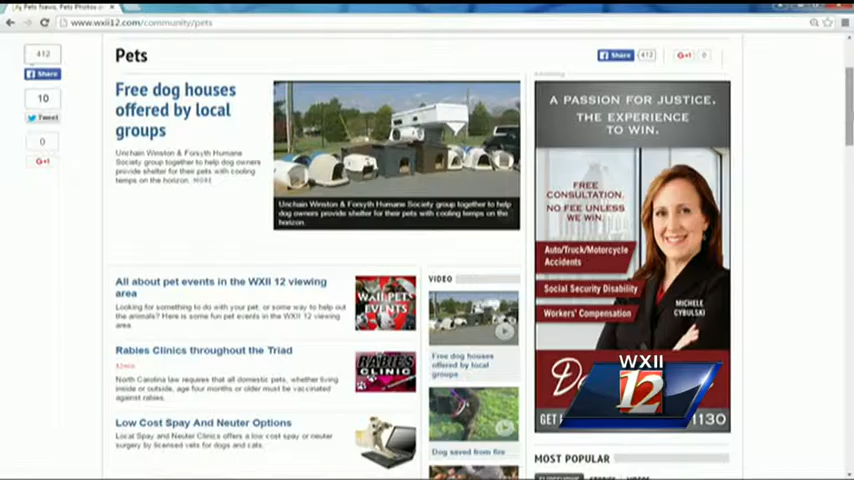 Pets News, Pets Photos
www.wxii12.com/community/pets
412
Share
10
Tweet
0
G+1
Pets
Share
412
G+1
0
Free dog houses
offered by local
groups
Unchain Winston & Forsyth Humane
Society group together to help dog owners
provide shelter for their pets with cooling
temps on the horizon. MORE
Unchain Winston & Forsyth Humane Society group together to help
dog owners provide shelter for their pets with cooling temps on the
horizon.
All about pet events in the WXII 12 viewing
area
Looking for something to do with your pet, or some way to help out
the animals? Here is some fun pet events in the WXII 12 viewing
area
WXII PETS
EVENTS
Rabies Clinics throughout the Triad
North Carolina law requires that all domestic pets, whether living
inside or outside, age four months or older must be vaccinated
against rabies.
RABIES
CLINIC
Low Cost Spay And Neuter Options
Local Spay and Neuter Clinics offers a low cost spay or neuter
surgery by licensed vets for dogs and cats.
VIDEO
Free dog houses
offered by local
groups
Dog saved from fire
A PASSION FOR JUSTICE.
THE EXPERIENCE
TO WIN.
FREE
CONSULTATION.
NO FEE UNLESS
WE WIN.
Auto/Truck/Motorcycle
Accidents
Social Security Disability
Workers' Compensation
MICHELE
CYBULSKI
GET
1130
WXII
12
MOST POPULAR
STORIES
VIDEOS